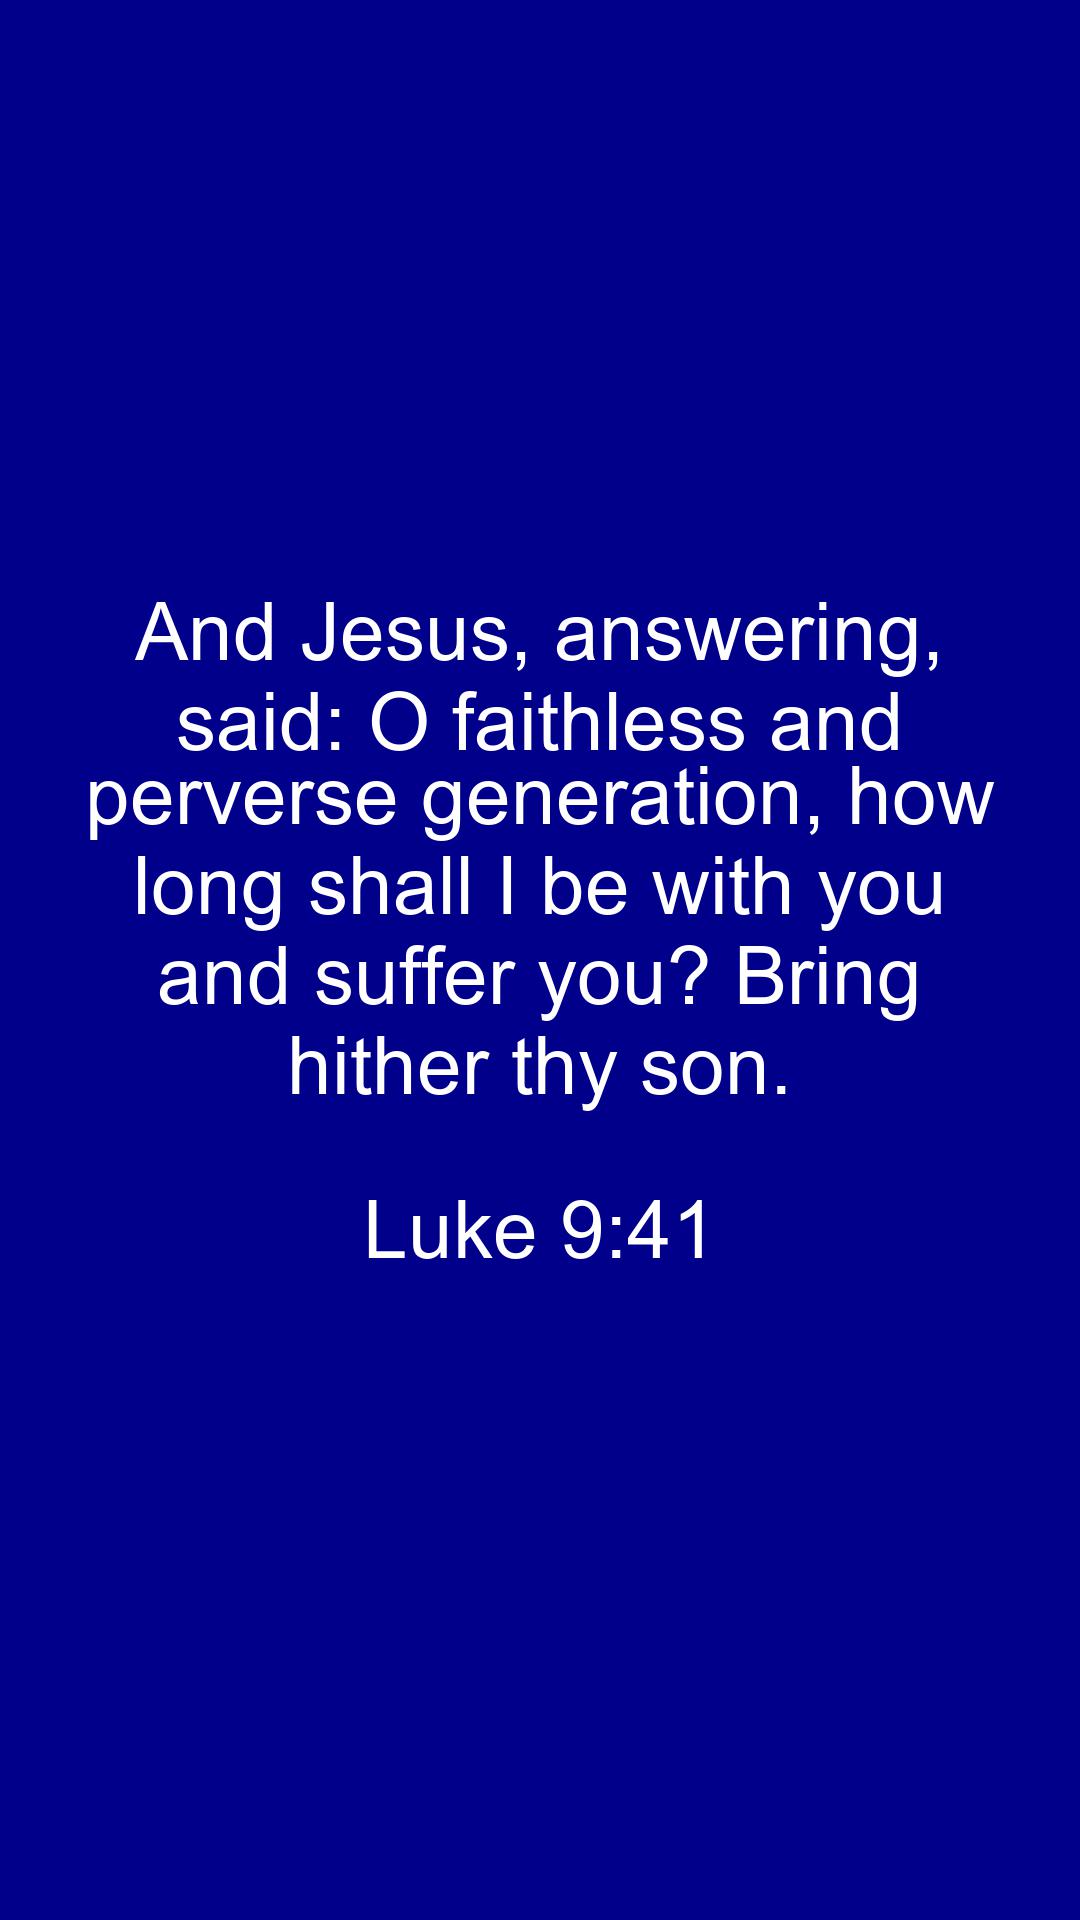 And Jesus, answering,
said: O faithless and
perverse generation, how
long shall I be with you
and suffer you? Bring
hither thy son.
Luke 9:41